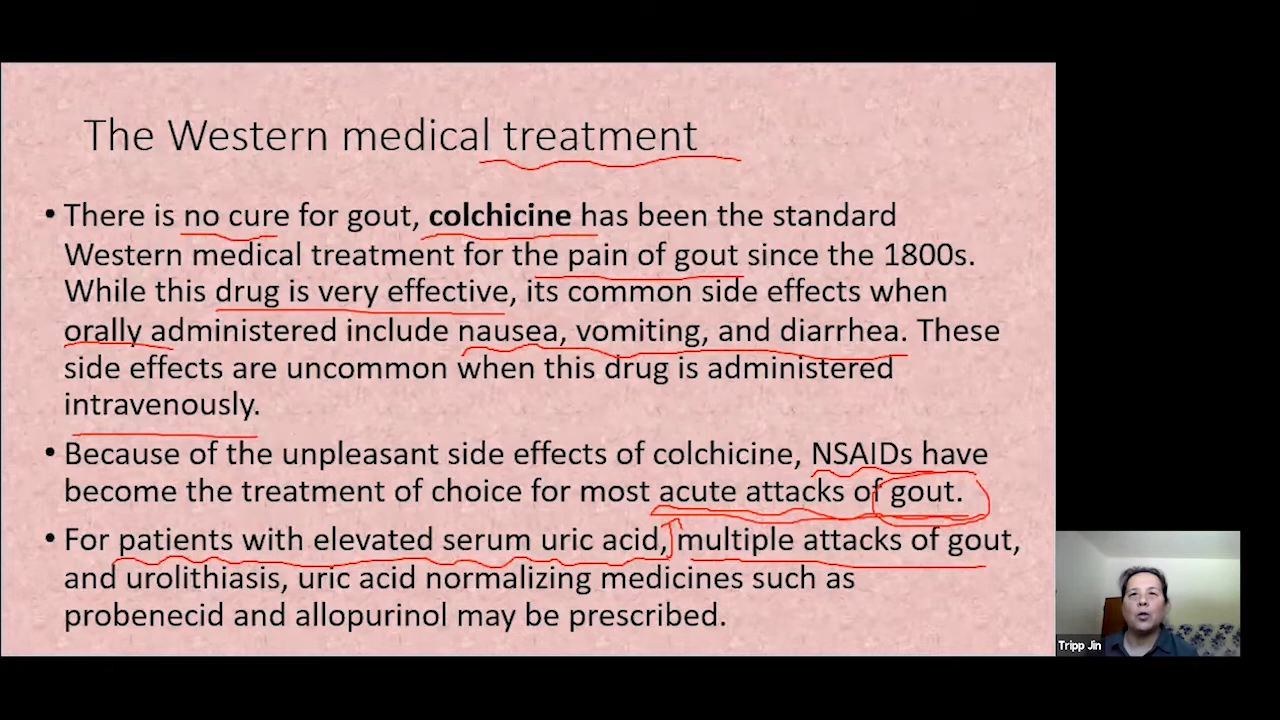 The Western medical treatment
• There is no cure for gout, colchicine has been the standard
Western medical treatment for the pain of gout since the 1800s.
While this drug is very effective, its common side effects when
orally administered include nausea, vomiting, and diarrhea. These
side effects are uncommon when this drug is administered
intravenously.
• Because of the unpleasant side effects of colchicine, NSAIDs have
become the treatment of choice for most acute attacks of gout.
• For patients with elevated serum uric acid, multiple attacks of gout,
and urolithiasis, uric acid normalizing medicines such as
probenecid and allopurinol may be prescribed.
Tripp Jin